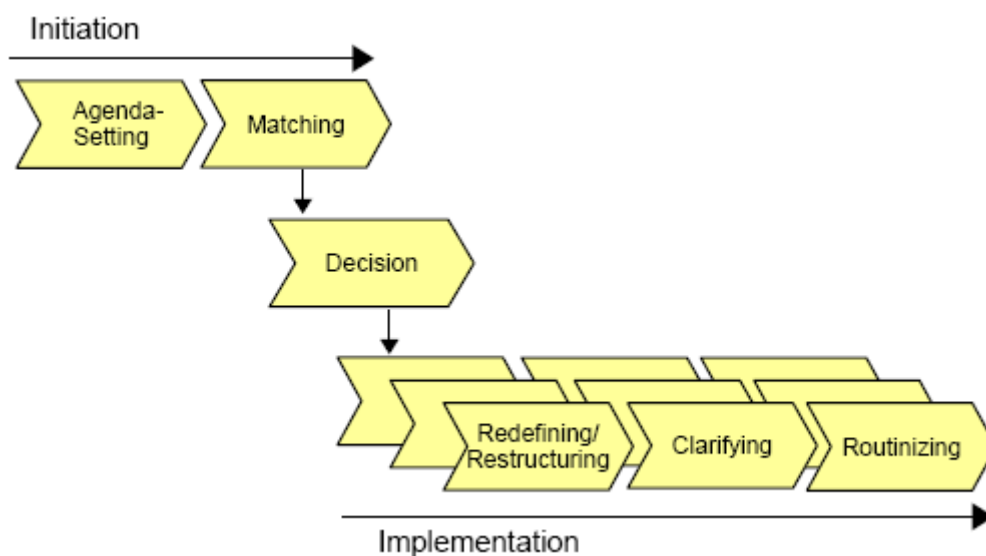 Initiation
Agenda-
Setting
Matching
Decision
Redefining/
Restructuring
Clarifying
Routinizing
Implementation